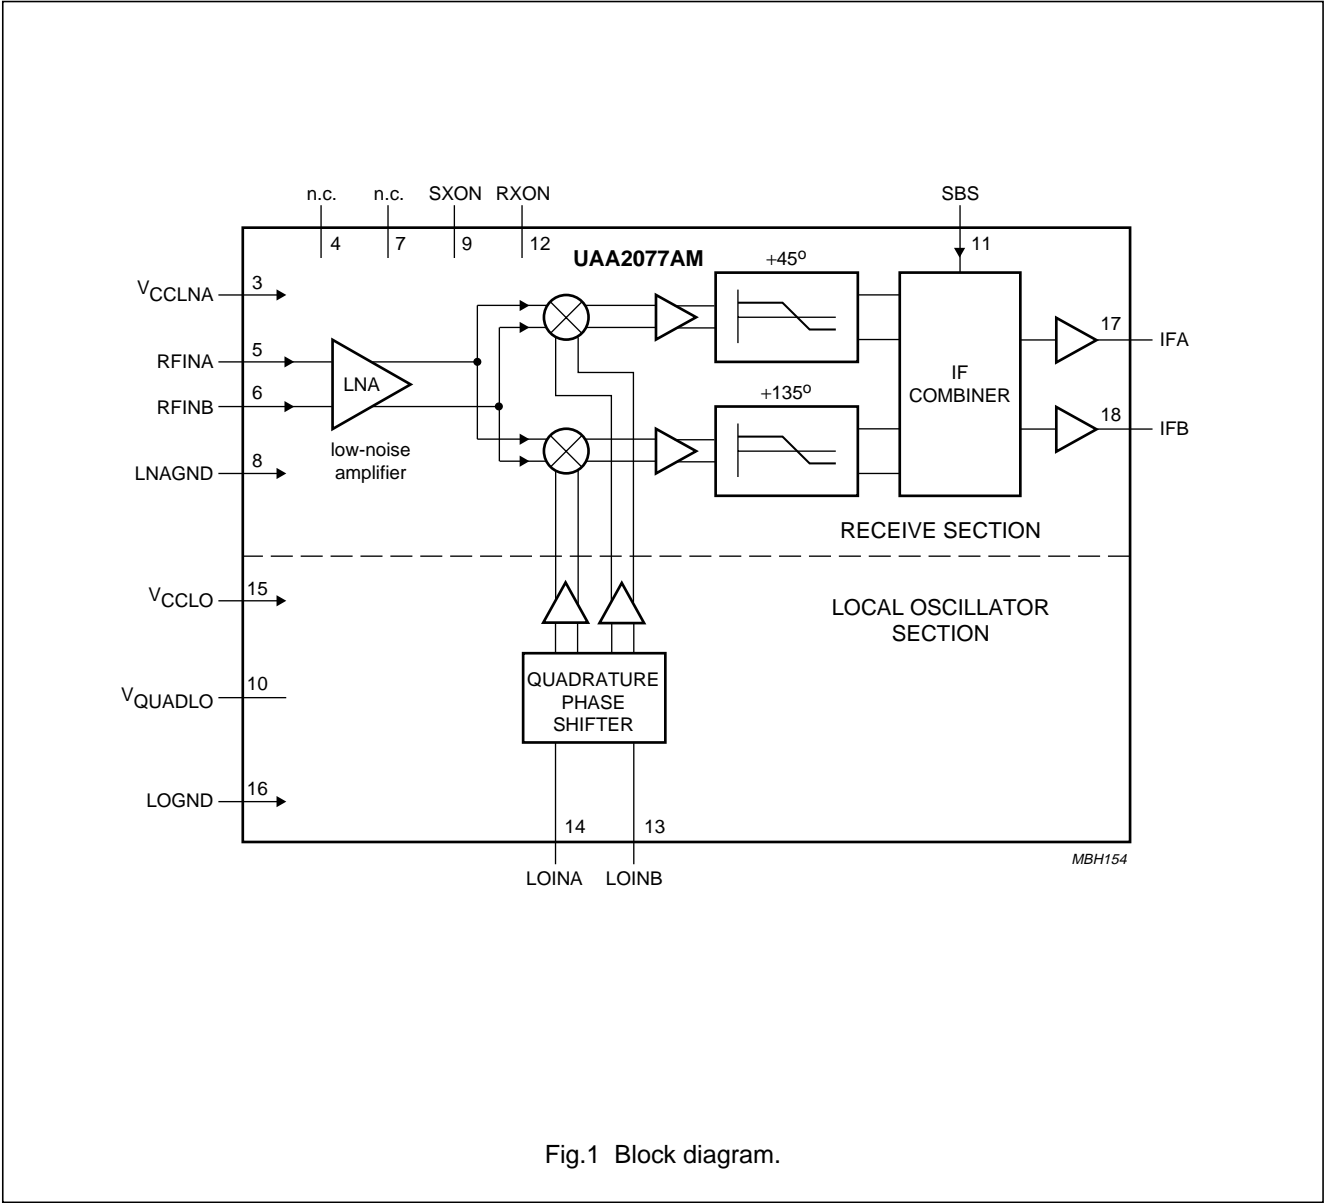 n.c. n.c. SXON RXON SBS
4 7 9 12 11
UAA2077AM
+45o
VCCLNA 3
17 IFA
RFINA 5
LNA
IF
COMBINER
RFINB 6
+135o
18 IFB
low-noise
amplifier
LNAGND 8
RECEIVE SECTION
VCCLO 15
LOCAL OSCILLATOR
SECTION
QUADRATURE
PHASE
SHIFTER
VQUADLO 10
LOGND 16
14 13
LOINA LOINB
MBH154
Fig.1 Block diagram.